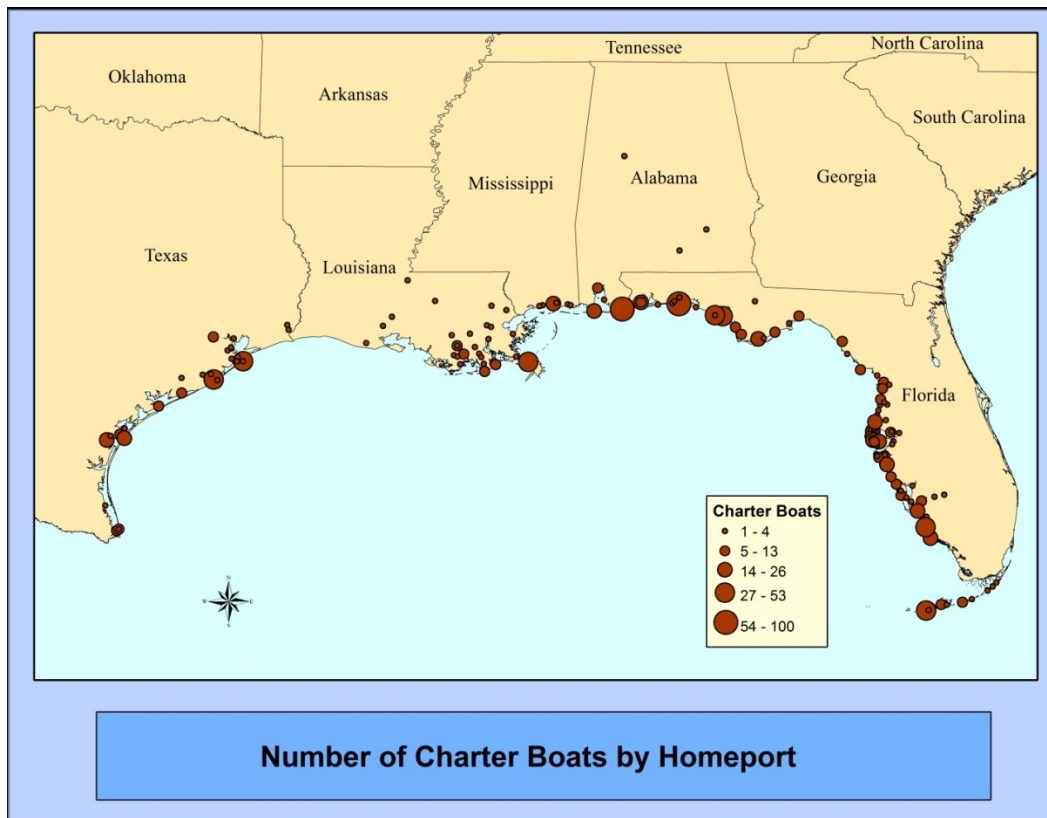 Tennessee
North Carolina
Oklahoma
Arkansas
South Carolina
Mississippi
Alabama
Georgia
Texas
Louisiana
Florida
Charter Boats
1 - 4
5 - 13
14 - 26
27 - 53
54 - 100
N
W E
S
Number of Charter Boats by Homeport